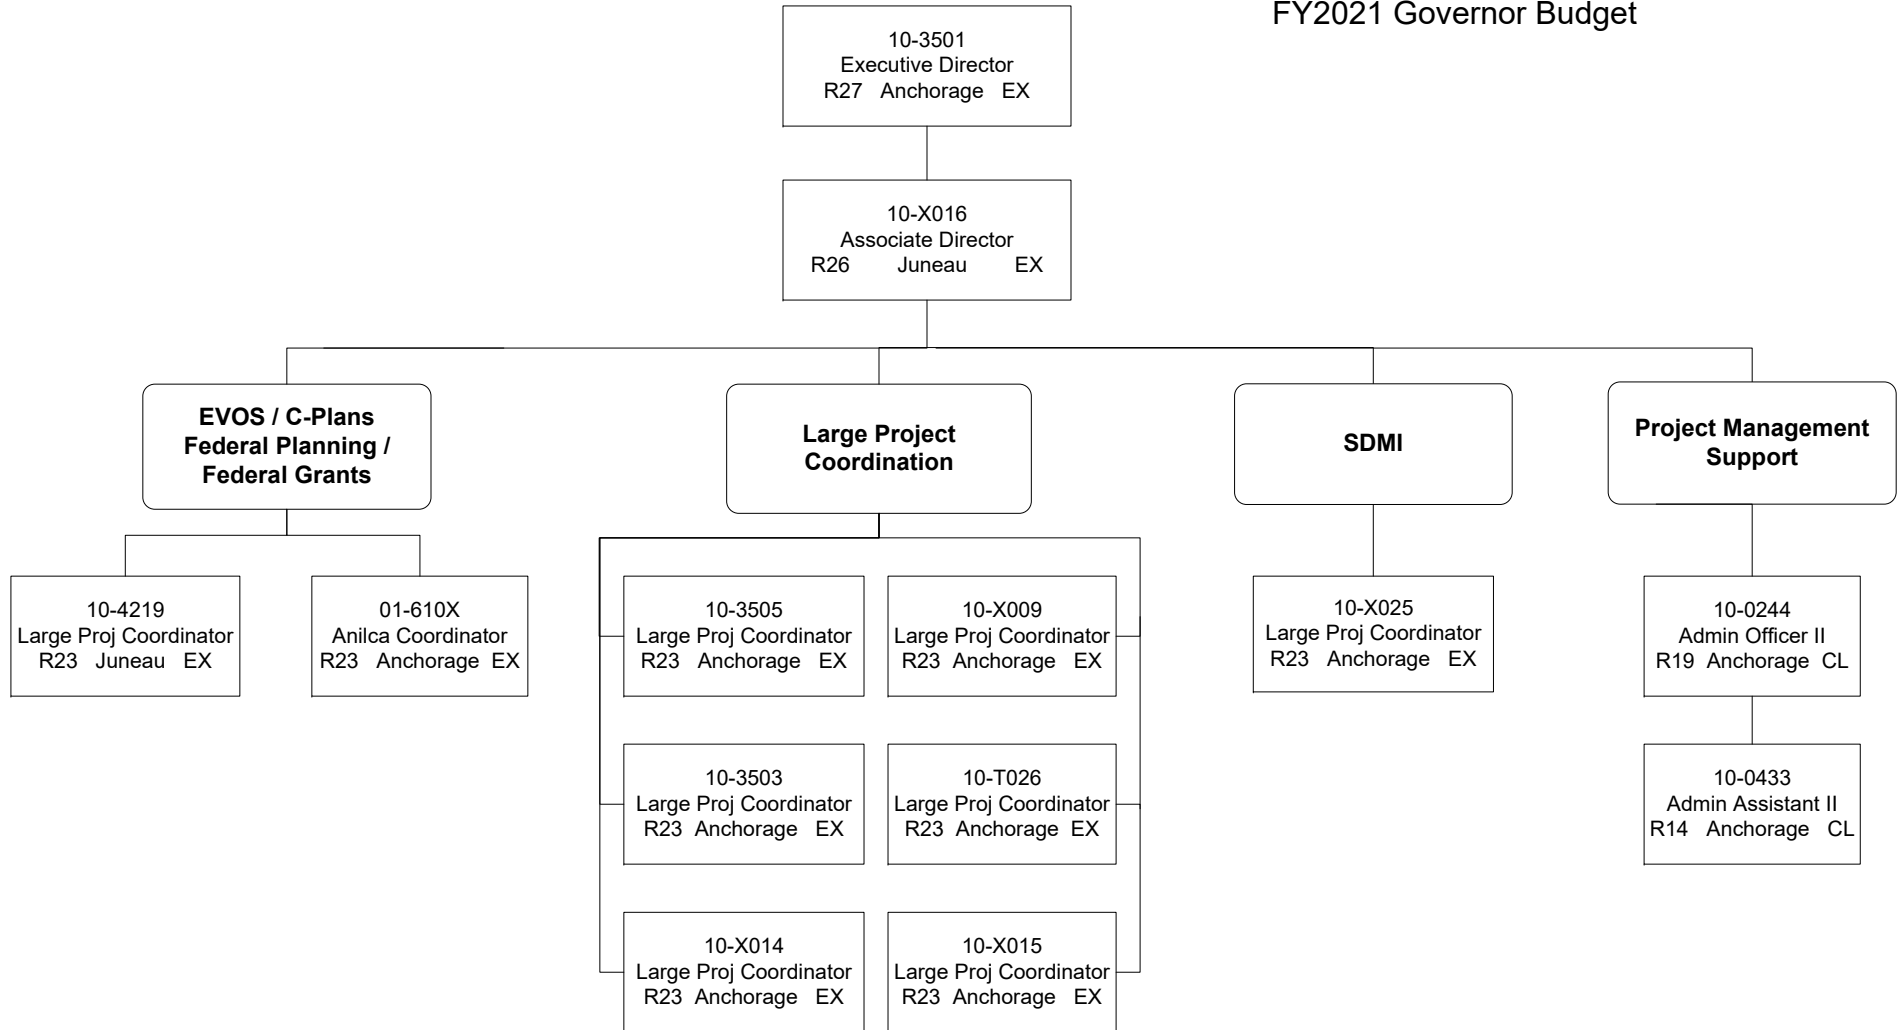 FY2021 Governor Budget
10-3501
Executive Director
R27 Anchorage EX
10-X016
Associate Director
R26 Juneau EX
EVOS / C-Plans
Federal Planning /
Federal Grants
Large Project
Coordination
SDMI
Project Management
Support
10-4219
Large Proj Coordinator
R23 Juneau EX
01-610X
Anilca Coordinator
R23 Anchorage EX
10-3505
Large Proj Coordinator
R23 Anchorage EX
10-X009
Large Proj Coordinator
R23 Anchorage EX
10-X025
Large Proj Coordinator
R23 Anchorage EX
10-0244
Admin Officer II
R19 Anchorage CL
10-3503
Large Proj Coordinator
R23 Anchorage EX
10-T026
Large Proj Coordinator
R23 Anchorage EX
10-0433
Admin Assistant II
R14 Anchorage CL
10-X014
Large Proj Coordinator
R23 Anchorage EX
10-X015
Large Proj Coordinator
R23 Anchorage EX